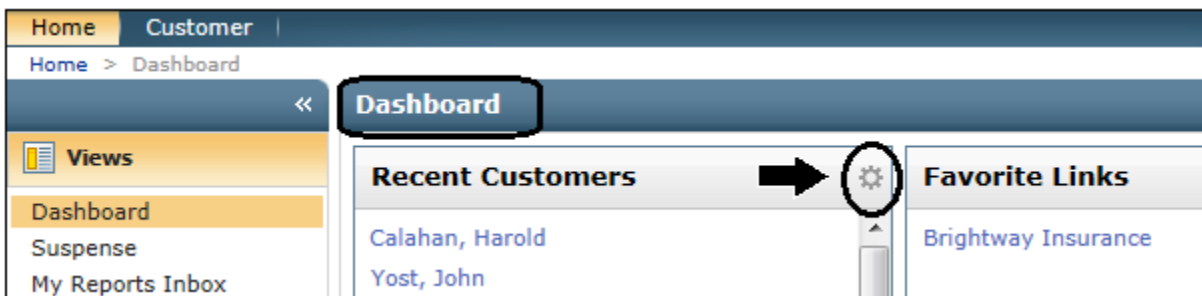 Home Customer
Home > Dashboard
« Dashboard
Views
Recent Customers
Favorite Links
Dashboard
Suspense
My Reports Inbox
Calahan, Harold
Yost, John
Brightway Insurance